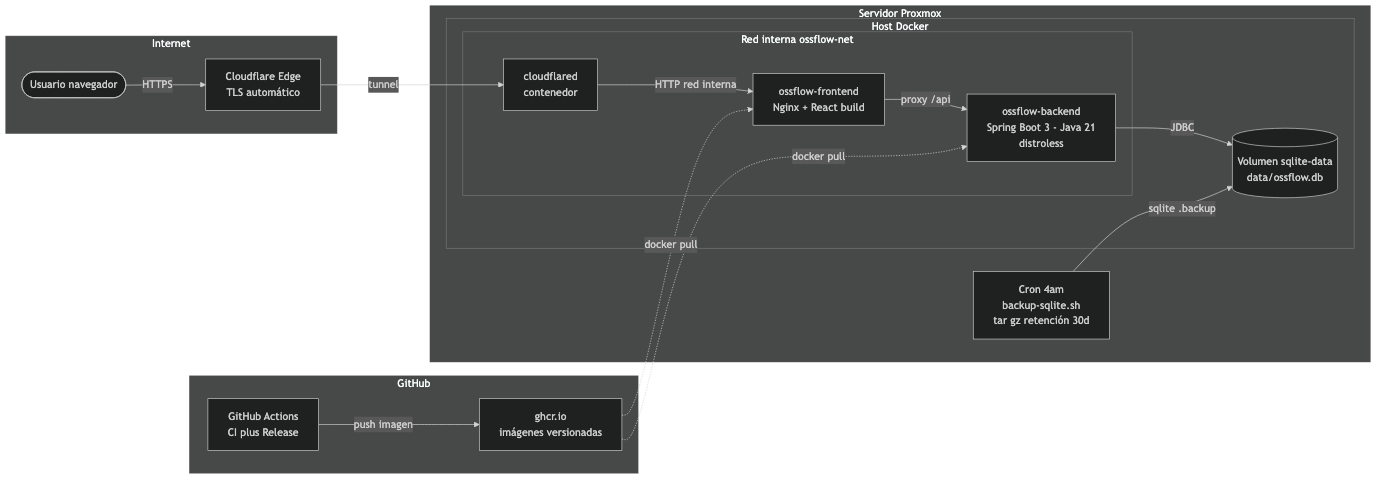 Internet
Usuario navegador
HTTPS
Cloudflare Edge
TLS automático
tunnel
Servidor Proxmox
Host Docker
Red interna ossflow-net
cloudflared
contenedor
HTTP red interna
ossflow-frontend
Nginx + React build
proxy /api
ossflow-backend
Spring Boot 3 - Java 21
distroless
JDBC
Volumen sqlite-data
data/ossflow.db
docker pull
sqlite .backup
docker pull
Cron 4am
backup-sqlite.sh
tar gz retención 30d
GitHub
GitHub Actions
CI plus Release
push imagen
ghcr.io
imágenes versionadas